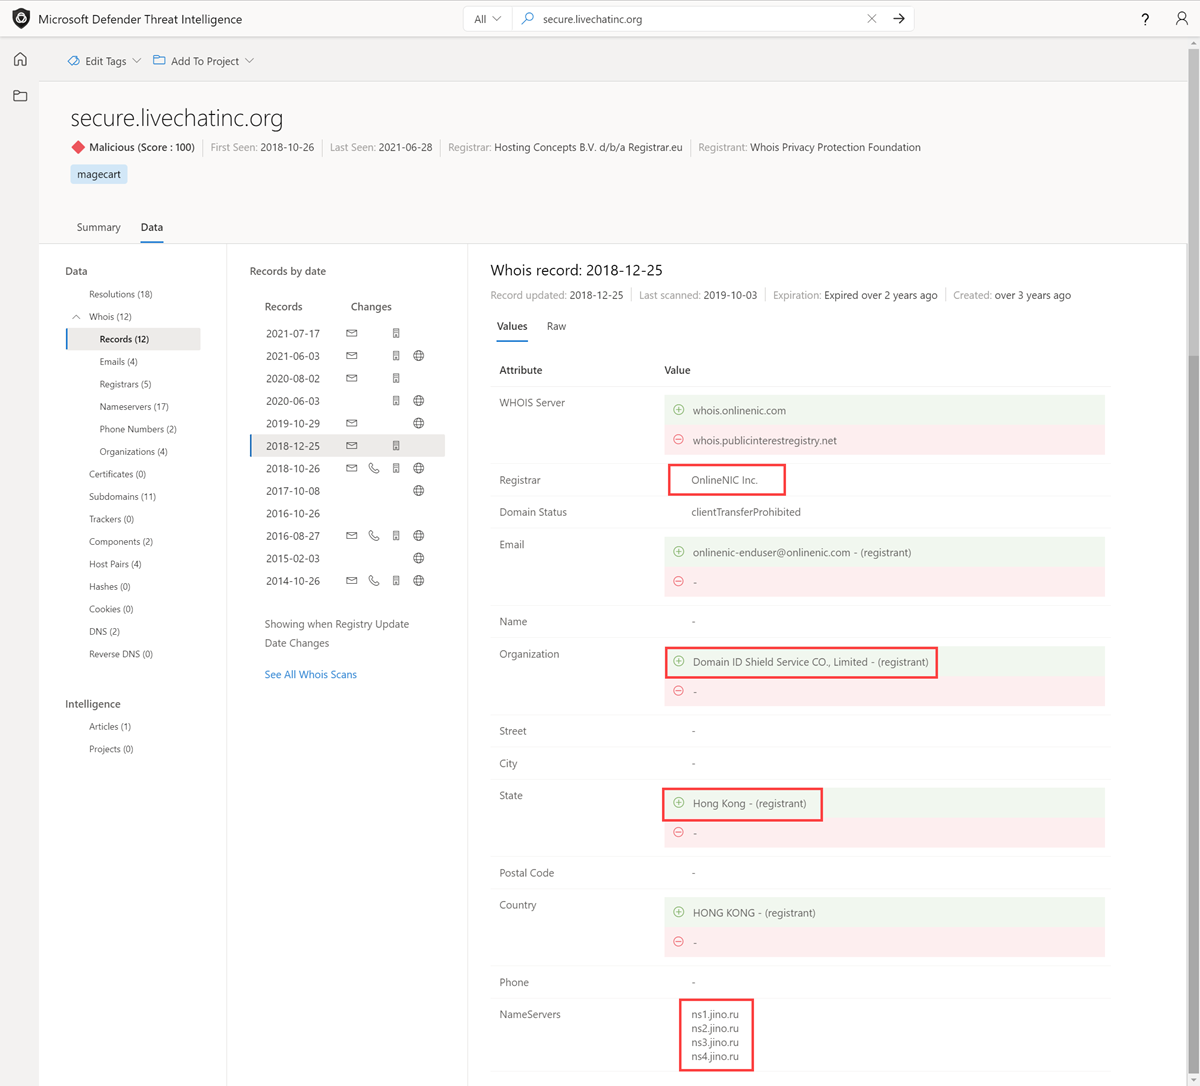 Microsoft Defender Threat Intelligence
All
secure.livechatinc.org
?
Edit Tags
Add To Project
secure.livechatinc.org
Malicious (Score : 100)
First Seen: 2018-10-26
Last Seen: 2021-06-28
Registrar: Hosting Concepts B.V. d/b/a Registrar.eu
Registrant: Whois Privacy Protection Foundation
magecart
Summary
Data
Data
Resolutions (18)
Whois (12)
Records (12)
Emails (4)
Registrars (5)
Nameservers (17)
Phone Numbers (2)
Organizations (4)
Certificates (0)
Subdomains (11)
Trackers (0)
Components (2)
Host Pairs (4)
Hashes (0)
Cookies (0)
DNS (2)
Reverse DNS (0)
Intelligence
Articles (1)
Projects (0)
Records by date
Records Changes
2021-07-17
2021-06-03
2020-08-02
2020-06-03
2019-10-29
2018-12-25
2018-10-26
2017-10-08
2016-10-26
2016-08-27
2015-02-03
2014-10-26
Showing when Registry Update
Date Changes
See All Whois Scans
Whois record: 2018-12-25
Record updated: 2018-12-25
Last scanned: 2019-10-03
Expiration: Expired over 2 years ago
Created: over 3 years ago
Values
Raw
Attribute Value
WHOIS Server
whois.onlinenic.com
whois.publicinterestregistry.net
Registrar OnlineNIC Inc.
Domain Status clientTransferProhibited
Email
onlinenic-enduser@onlinenic.com - (registrant)
-
Name -
Organization
Domain ID Shield Service CO., Limited - (registrant)
-
Street -
City -
State
Hong Kong - (registrant)
-
Postal Code -
Country
HONG KONG - (registrant)
-
Phone -
NameServers
ns1.jino.ru
ns2.jino.ru
ns3.jino.ru
ns4.jino.ru